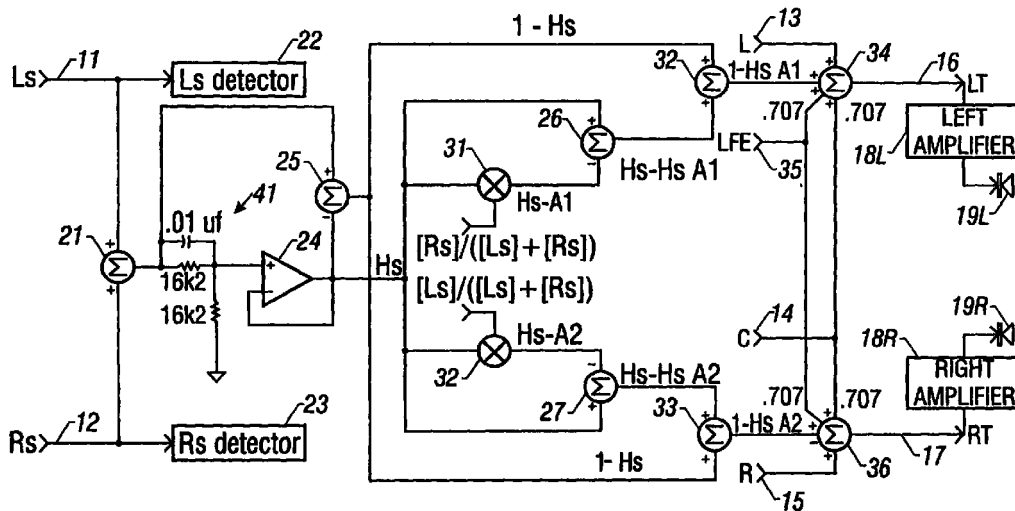 1 - Hs
13
L
34
Ls
11
22
Ls detector
32
1-Hs A1
16
LT
26
.707
.707
LEFT
AMPLIFIER
18L
25
31
LFE
35
Hs-Hs A1
41
Hs-A1
19L
.01 uf
24
21
[Rs]/([Ls]+[Rs])
Hs
16k2
[Ls]/([Ls]+[Rs])
14
19R
16k2
Hs-A2
C
18R
32
Hs-Hs A2
RIGHT
AMPLIFIER
27
33
.707
.707
Rs
12
23
Rs detector
1-Hs A2
RT
17
36
1- Hs
R
15